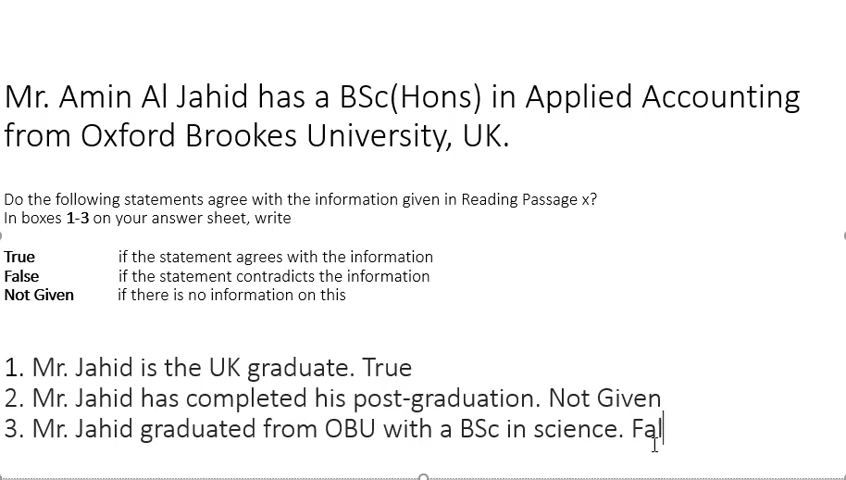 Mr. Amin Al Jahid has a BSc(Hons) in Applied Accounting
from Oxford Brookes University, UK.
Do the following statements agree with the information given in Reading Passage x?
In boxes 1-3 on your answer sheet, write
True if the statement agrees with the information
False if the statement contradicts the information
Not Given if there is no information on this
1. Mr. Jahid is the UK graduate. True
2. Mr. Jahid has completed his post-graduation. Not Given
3. Mr. Jahid graduated from OBU with a BSc in science. Fal